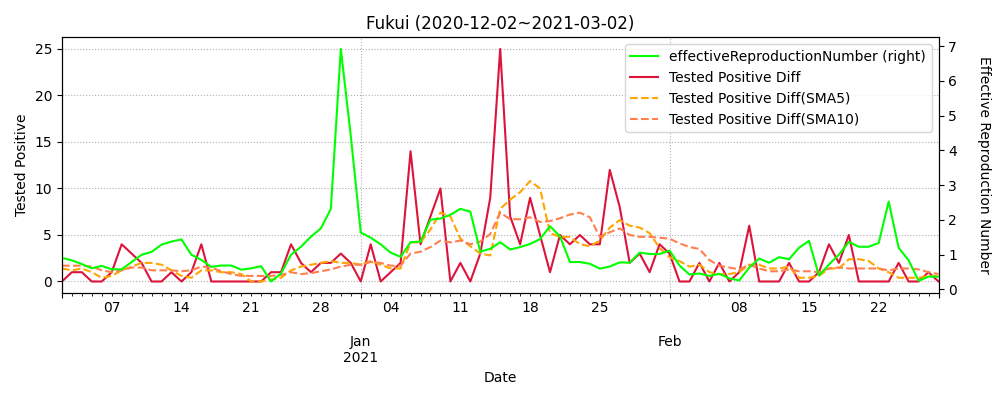 Fukui (2020-12-02~2021-03-02)
effectiveReproductionNumber (right)
Tested Positive Diff
Tested Positive Diff(SMA5)
Tested Positive Diff(SMA10)
Tested Positive
25
20
15
10
5
0
Effective Reproduction Number
7
6
5
4
3
2
1
0
07 14 21 28 04 11 18 25 08 15 22
Jan Feb
2021
Date